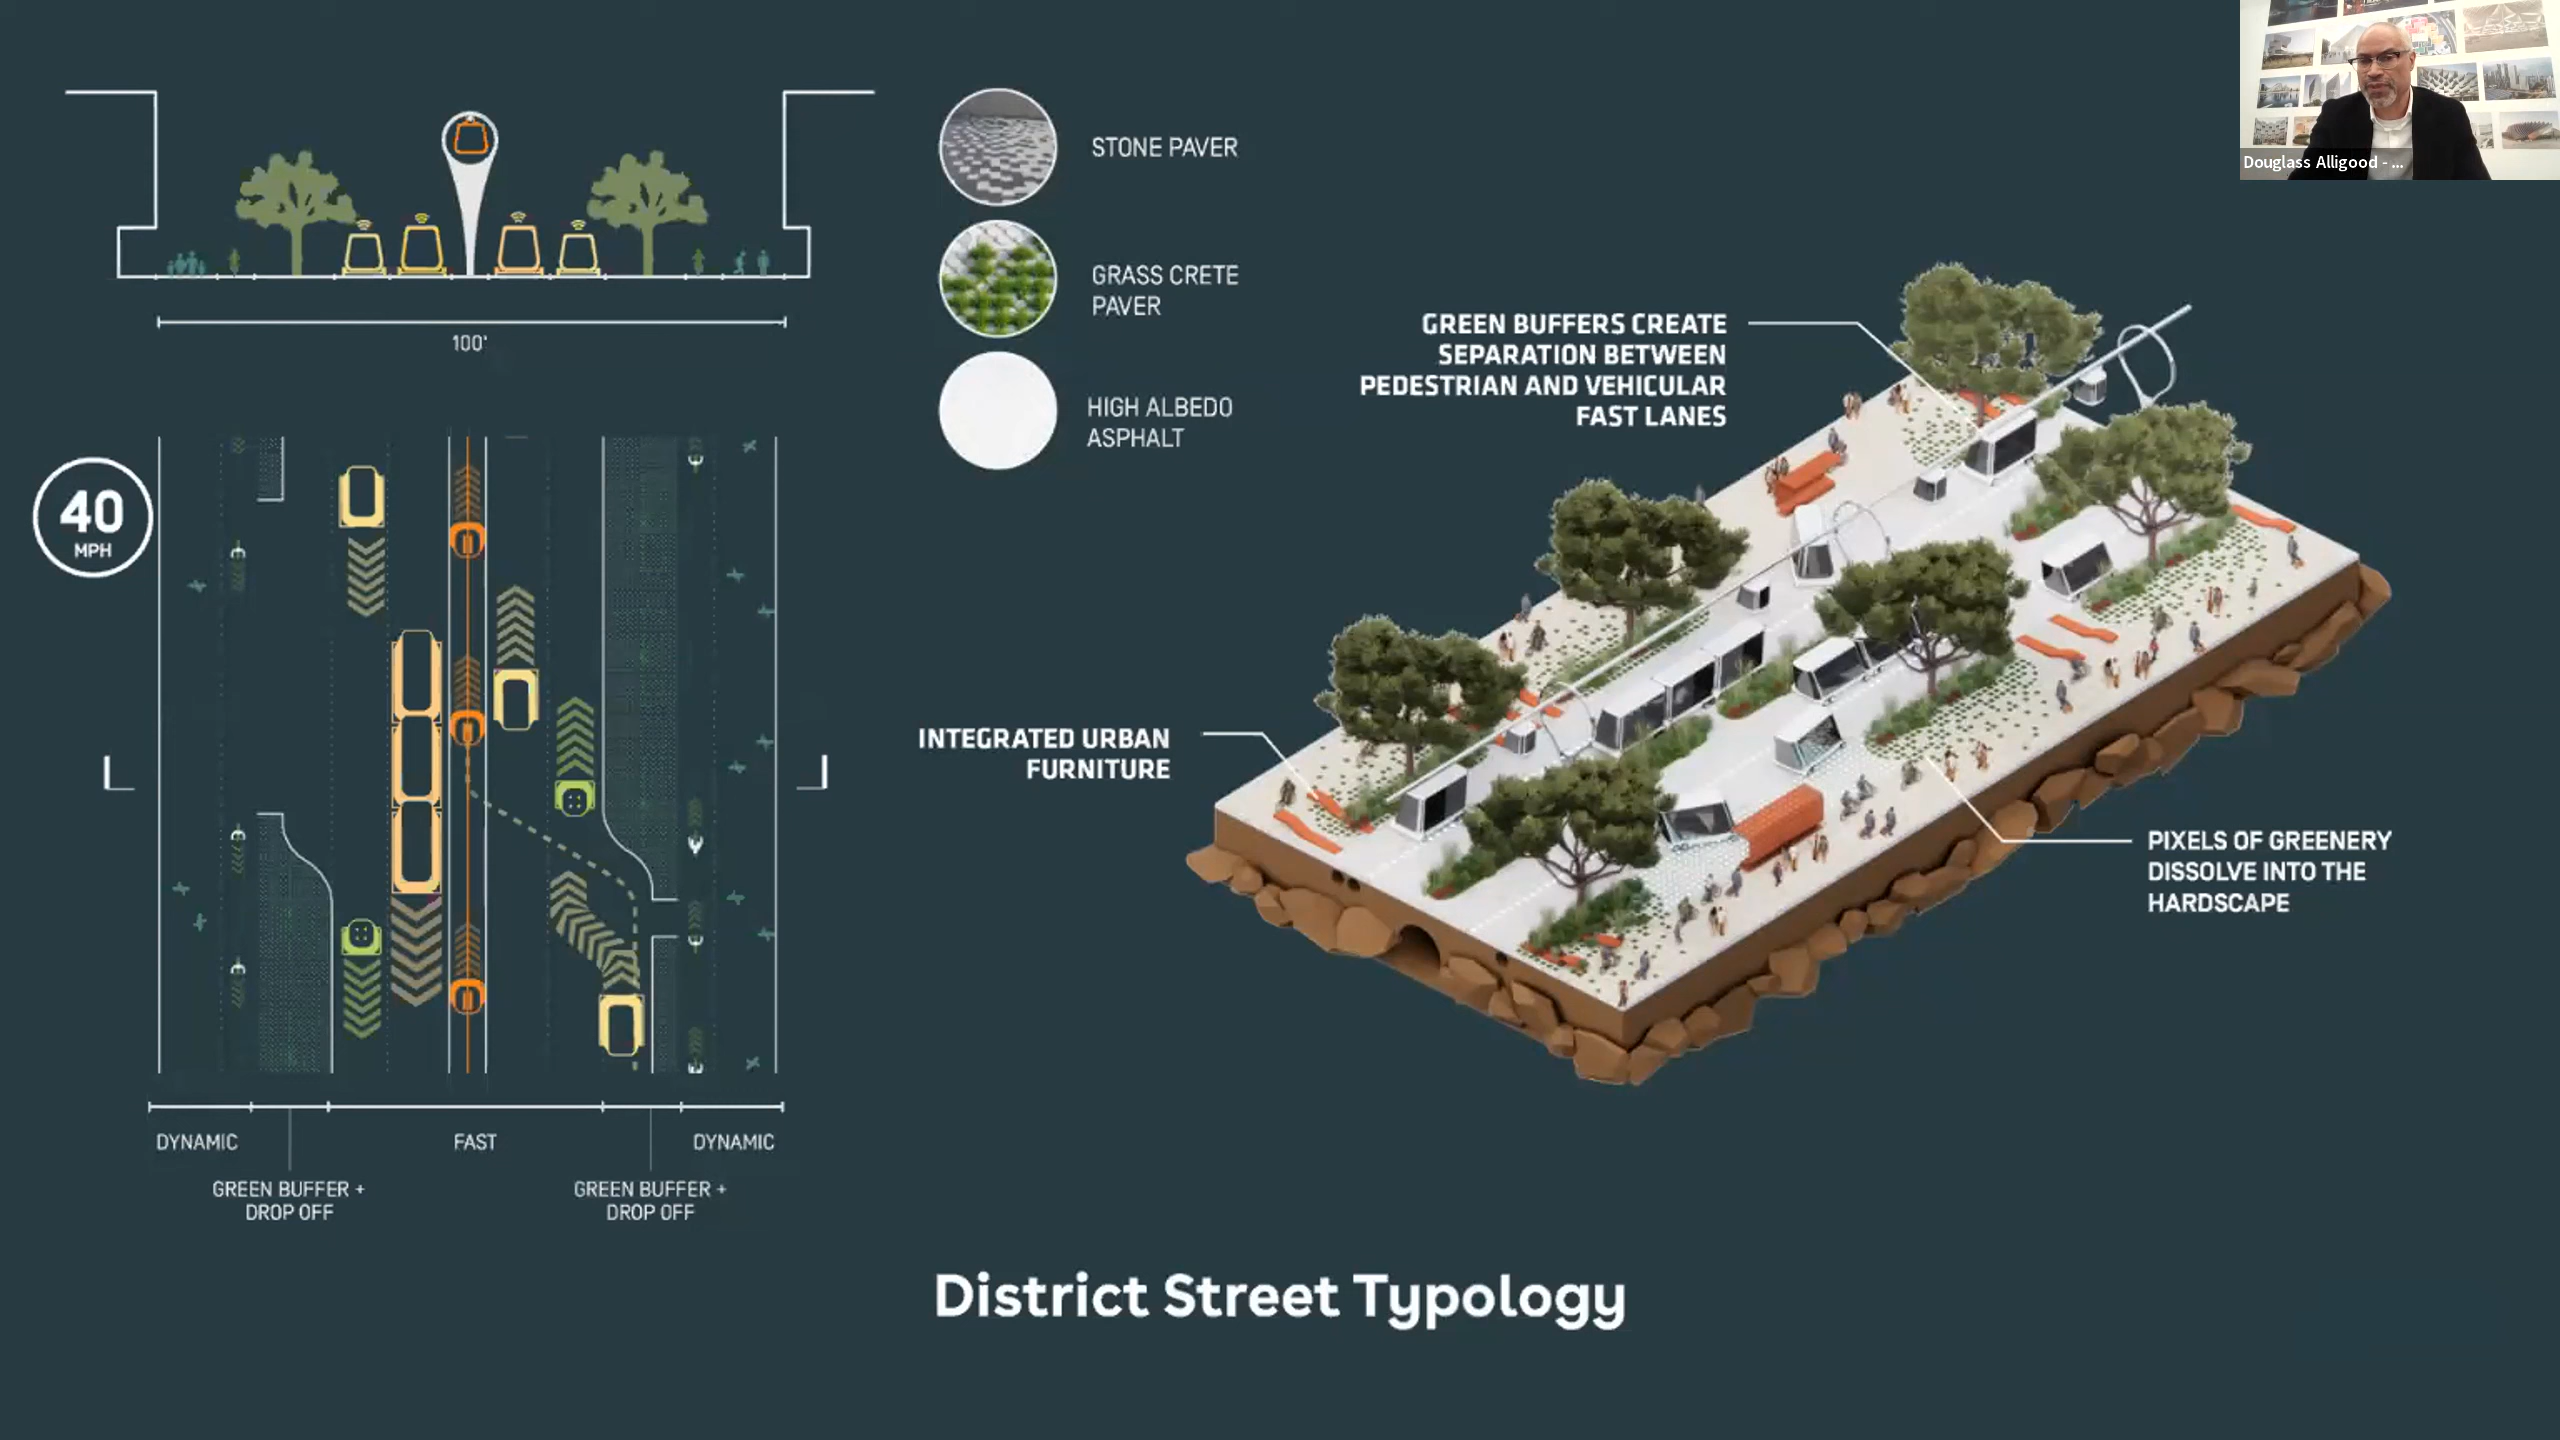 Douglass Alligood - ...
100'
STONE PAVER
GRASS CRETE
PAVER
HIGH ALBEDO
ASPHALT
40
MPH
GREEN BUFFERS CREATE
SEPARATION BETWEEN
PEDESTRIAN AND VEHICULAR
FAST LANES
INTEGRATED URBAN
FURNITURE
PIXELS OF GREENERY
DISSOLVE INTO THE
HARDSCAPE
DYNAMIC
FAST
DYNAMIC
GREEN BUFFER +
DROP OFF
GREEN BUFFER +
DROP OFF
District Street Typology